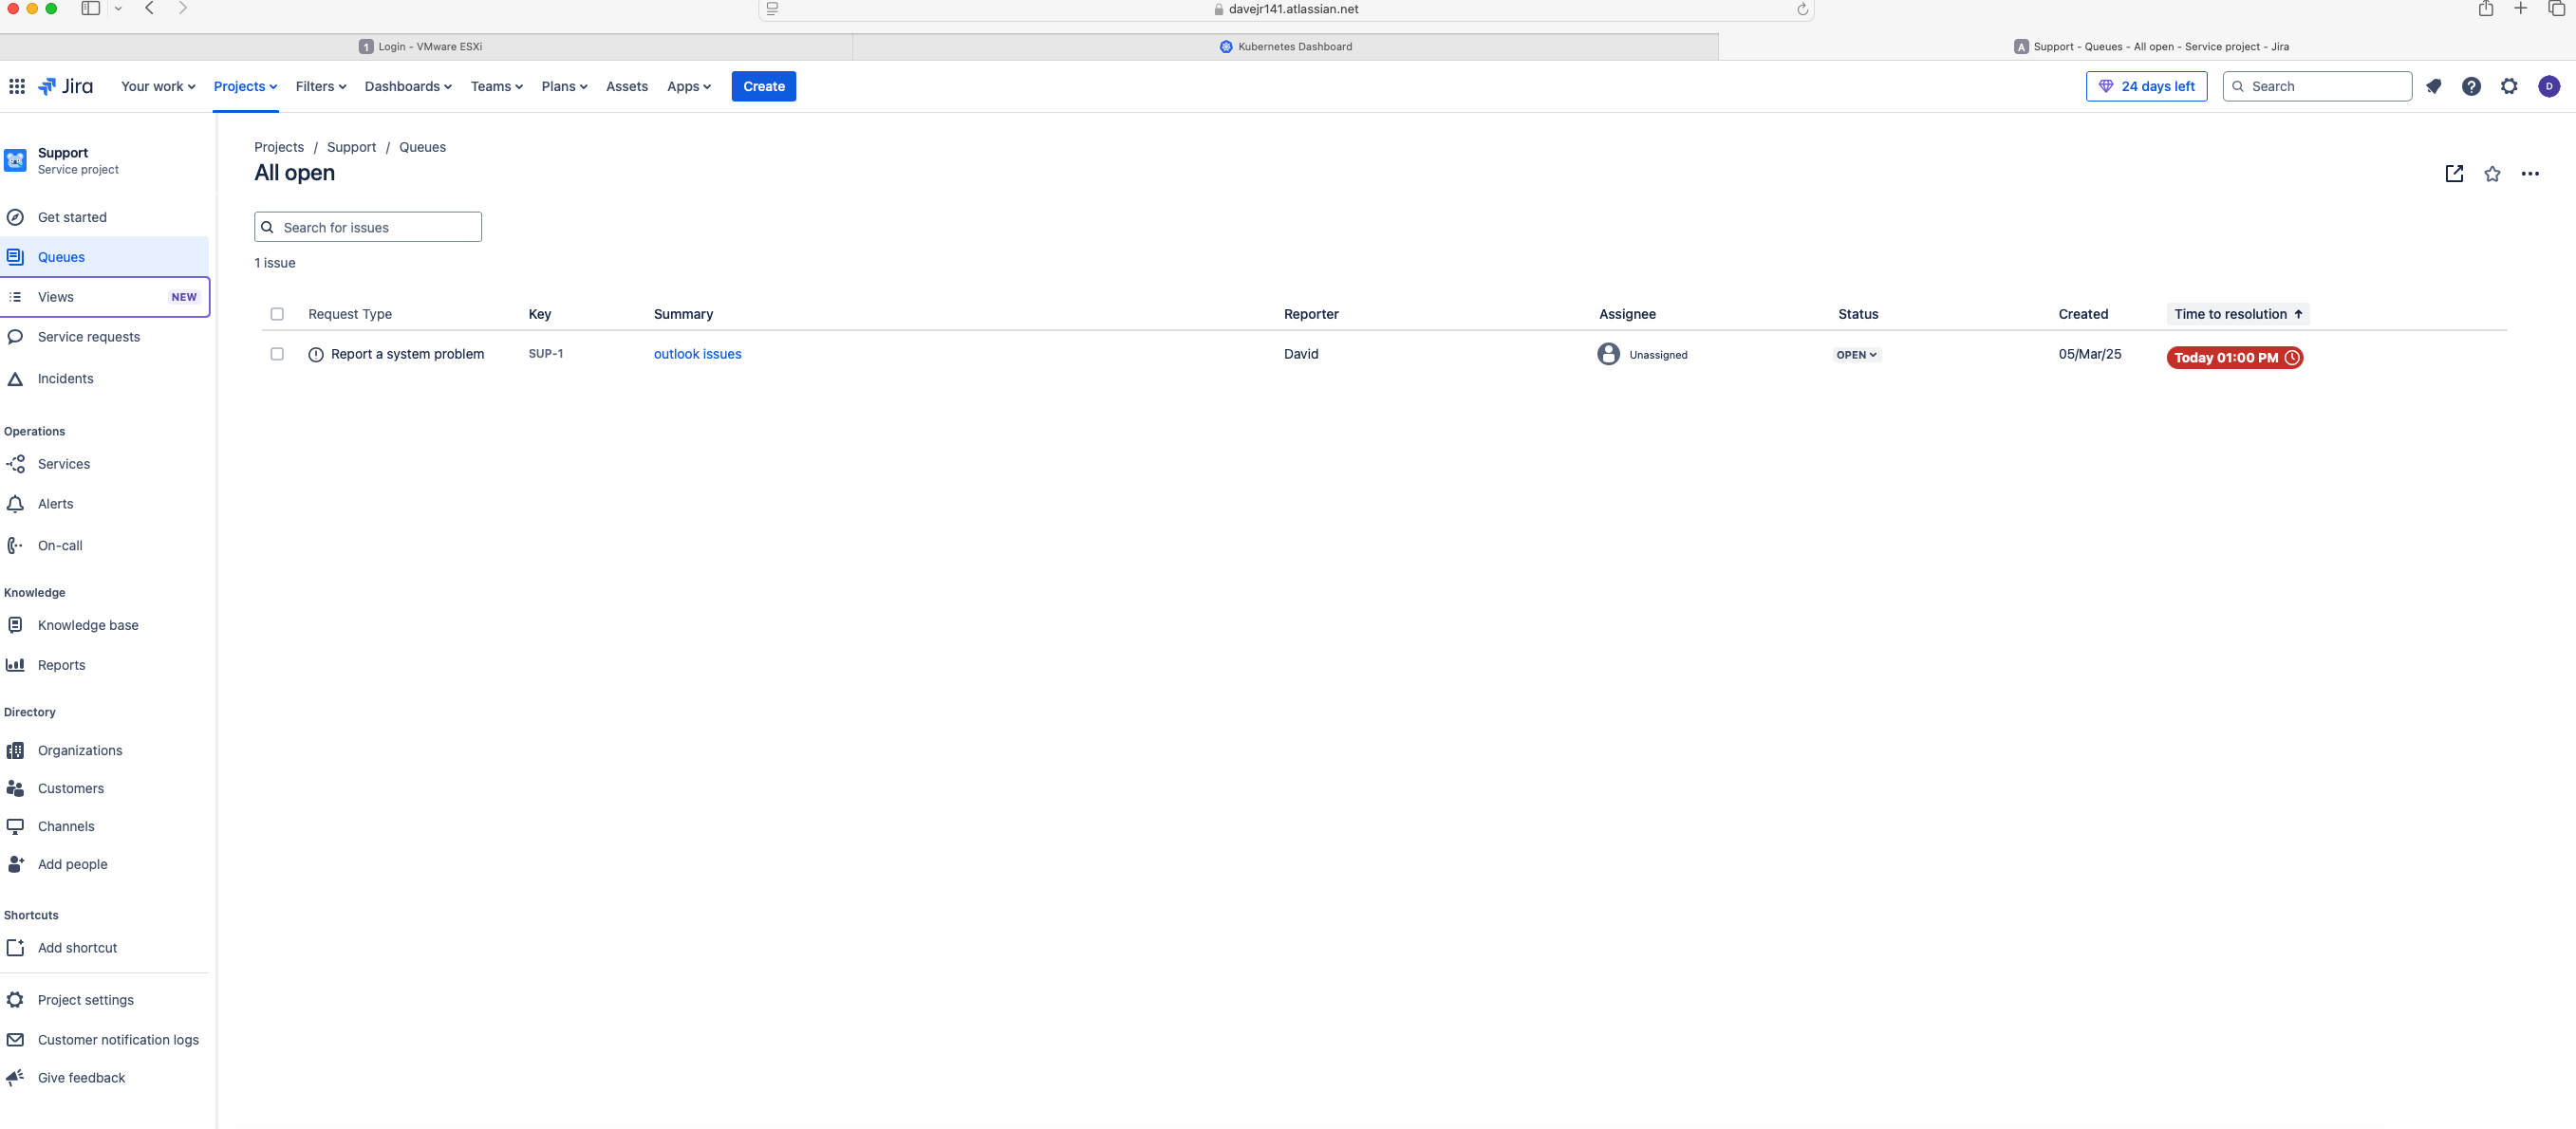 davejr141.atlassian.net
1 Login - VMware ESXi
Kubernetes Dashboard
A Support - Queues - All open - Service project - Jira
Jira Your work Projects Filters Dashboards Teams Plans Assets Apps Create 24 days left Search D
Support
Service project
Get started
Queues
Views NEW
Service requests
Incidents
Operations
Services
Alerts
On-call
Knowledge
Knowledge base
Reports
Directory
Organizations
Customers
Channels
Add people
Shortcuts
Add shortcut
Project settings
Customer notification logs
Give feedback
Projects / Support / Queues
All open
Search for issues
1 issue
Request Type Key Summary Reporter Assignee Status Created Time to resolution
Report a system problem SUP-1 outlook issues David Unassigned OPEN 05/Mar/25 Today 01:00 PM